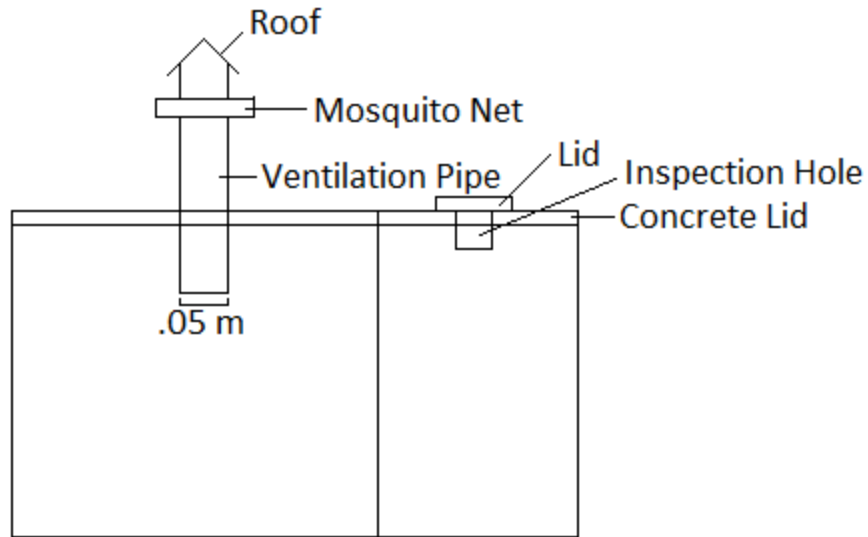 Roof
Mosquito Net
Lid
Ventilation Pipe
Inspection Hole
Concrete Lid
.05 m